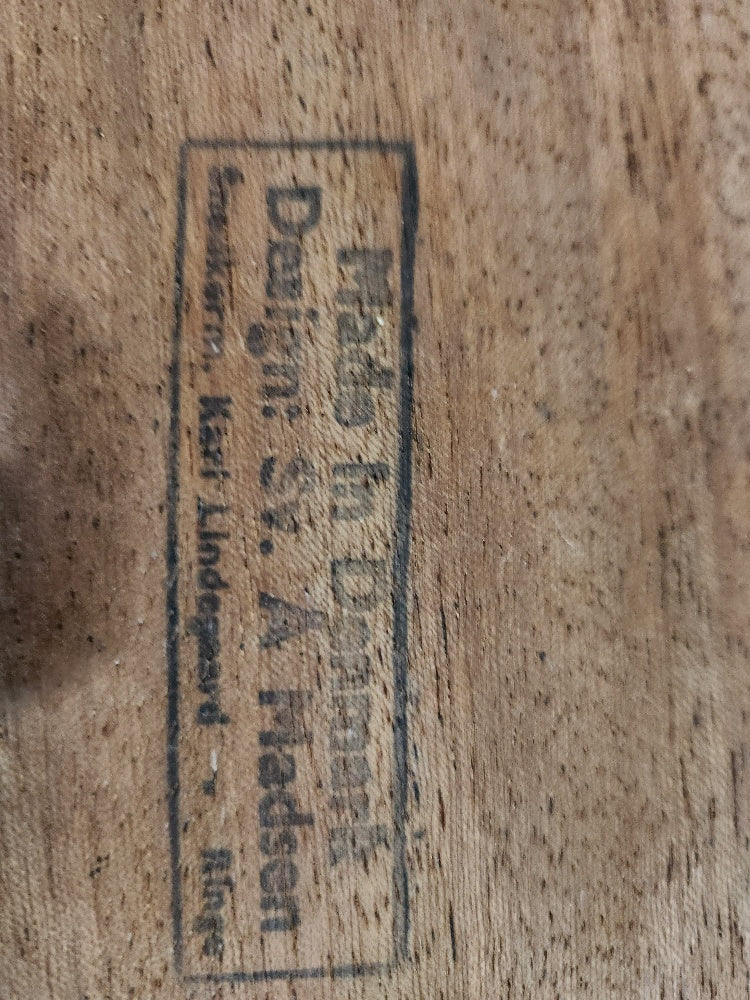 Made in Denmark
Design: Sv. A Madsen
Snedkerm. Karl Lindegaard - Ringe